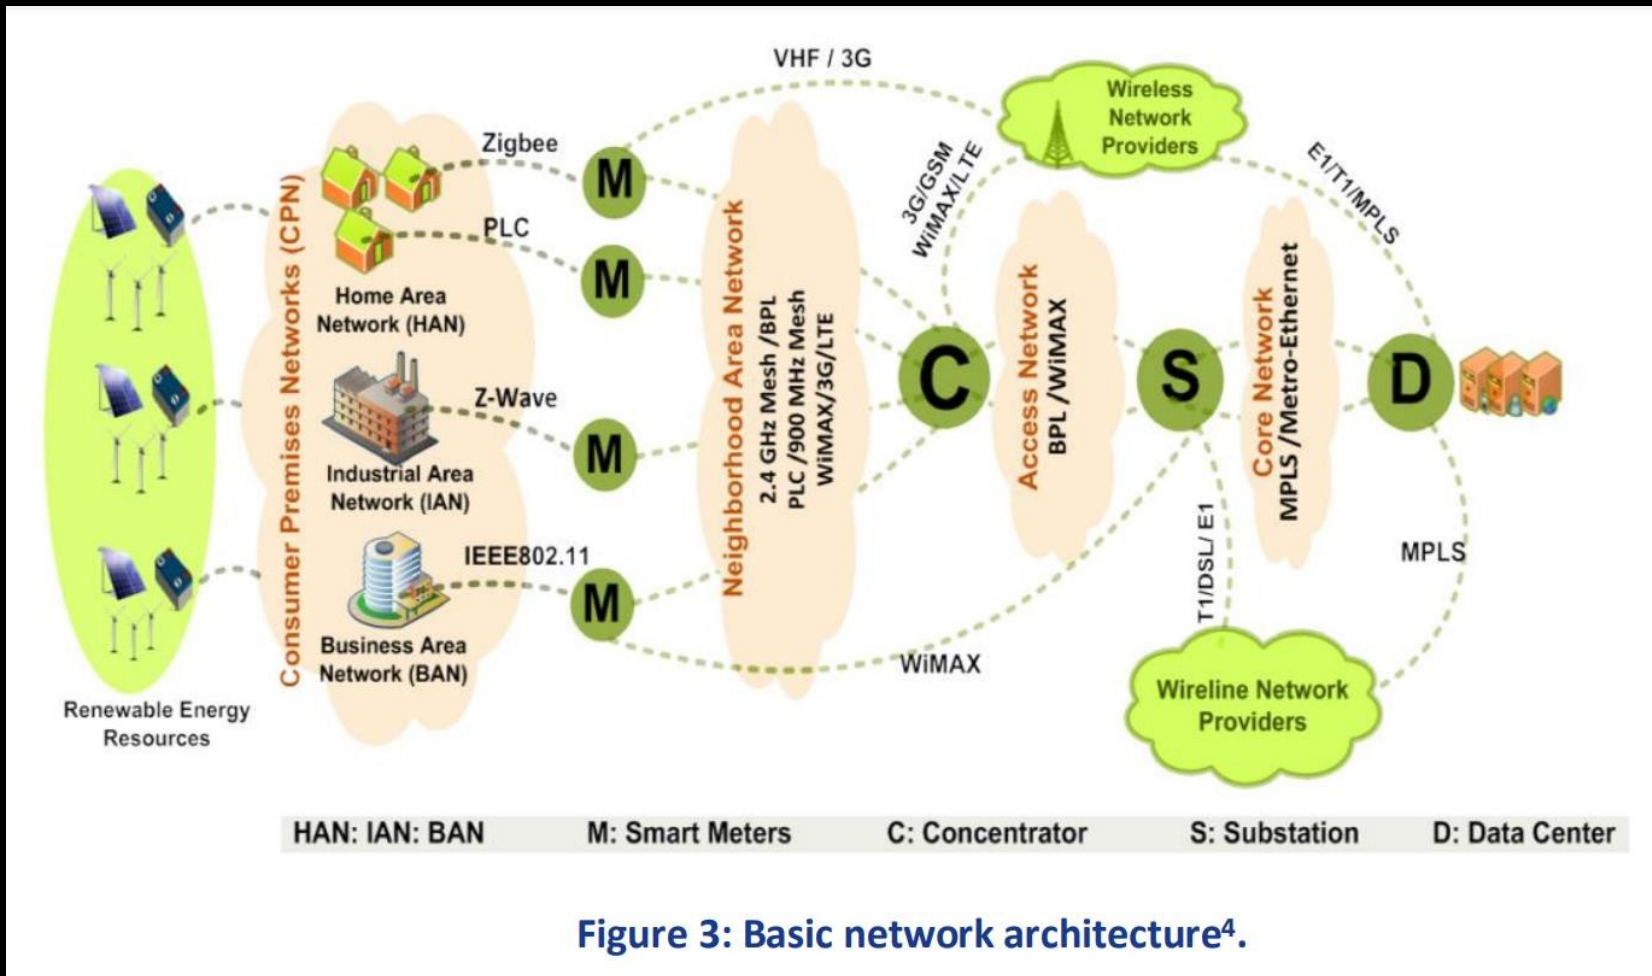 VHF / 3G
Wireless
Network
Providers
E1/T1/MPLS
3G/GSM
WiMAX/LTE
Zigbee
M
PLC
M
Z-Wave
M
IEEE802.11
M
Consumer Premises Networks (CPN)
Home Area
Network (HAN)
Industrial Area
Network (IAN)
Business Area
Network (BAN)
Renewable Energy
Resources
Neighborhood Area Network
2.4 GHz Mesh /BPL
PLC /900 MHz Mesh
WiMAX/3G/LTE
C
Access Network
BPL /WiMAX
S
Core Network
MPLS /Metro-Ethernet
D
WiMAX
T1/DSL/ E1
MPLS
Wireline Network
Providers
HAN: IAN: BAN M: Smart Meters C: Concentrator S: Substation D: Data Center
Figure 3: Basic network architecture⁴.